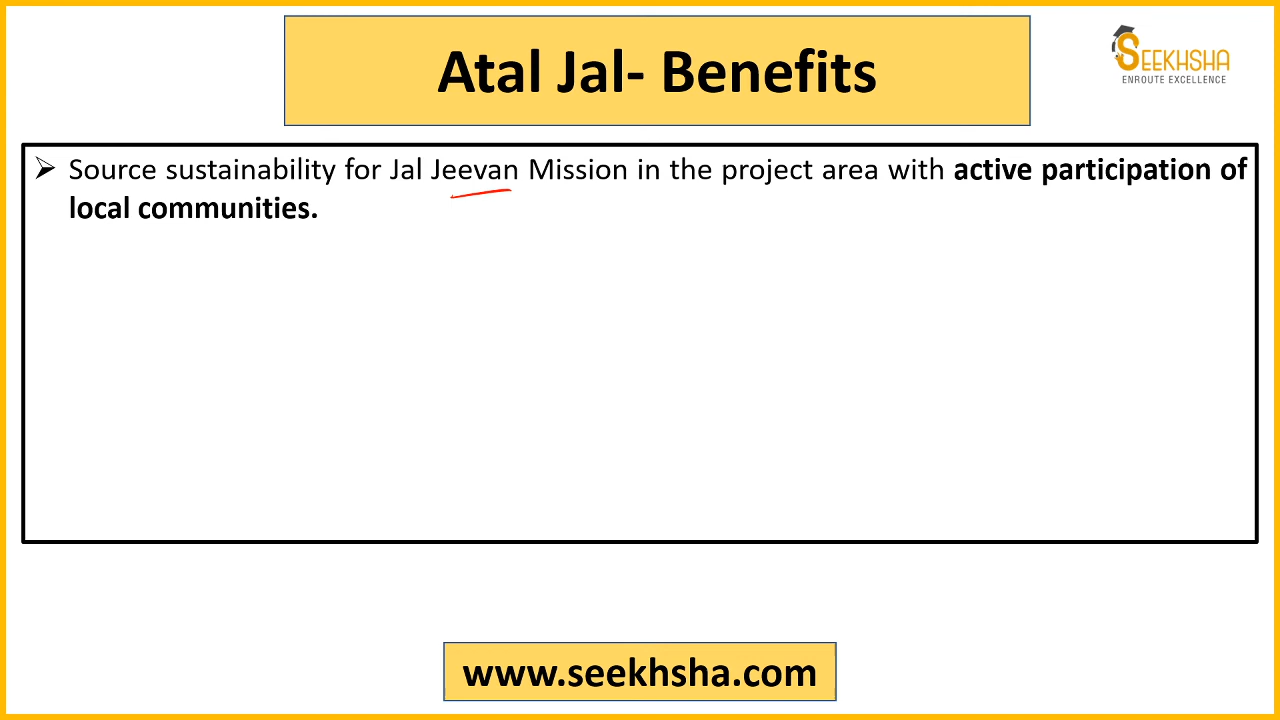 Atal Jal- Benefits
SEEKHSHA
ENROUTE EXCELLENCE
➢ Source sustainability for Jal Jeevan Mission in the project area with active participation of
local communities.
www.seekhsha.com